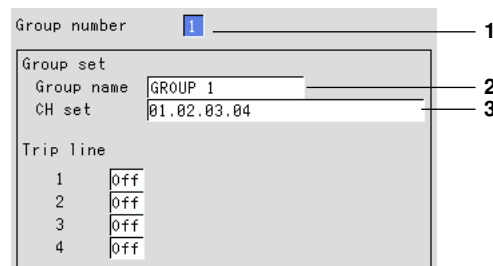 Group number 1 1
Group set
Group name GROUP 1 2
CH set 01.02.03.04 3
Trip line
1 Off
2 Off
3 Off
4 Off